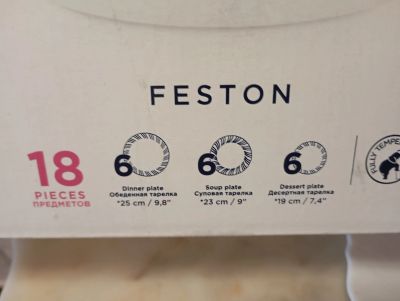 FESTON
18
PIECES
ПРЕДМЕТОВ
6
Dinner plate
Обеденная тарелка
*25 cm / 9,8"
6
Soup plate
Суповая тарелка
*23 cm / 9"
6
Dessert plate
Десертная тарелка
*19 cm / 7,4"
FULLY